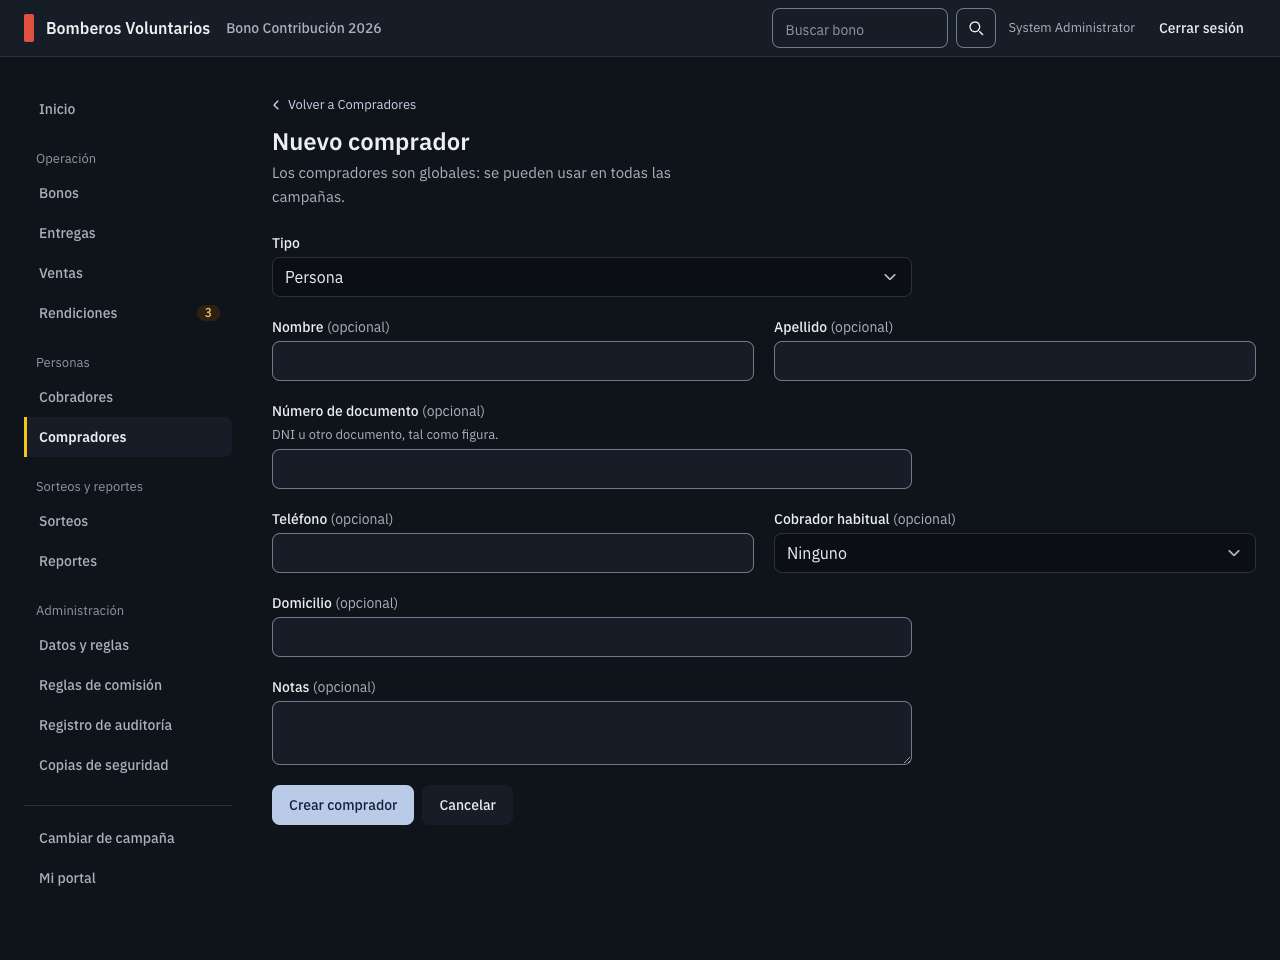 Bomberos Voluntarios
Bono Contribución 2026
Buscar bono
System Administrator
Cerrar sesión
Inicio
Operación
Bonos
Entregas
Ventas
Rendiciones 3
Personas
Cobradores
Compradores
Sorteos y reportes
Sorteos
Reportes
Administración
Datos y reglas
Reglas de comisión
Registro de auditoría
Copias de seguridad
Cambiar de campaña
Mi portal
Volver a Compradores
Nuevo comprador
Los compradores son globales: se pueden usar en todas las
campañas.
Tipo
Persona
Nombre (opcional)
Apellido (opcional)
Número de documento (opcional)
DNI u otro documento, tal como figura.
Teléfono (opcional)
Cobrador habitual (opcional)
Ninguno
Domicilio (opcional)
Notas (opcional)
Crear comprador
Cancelar